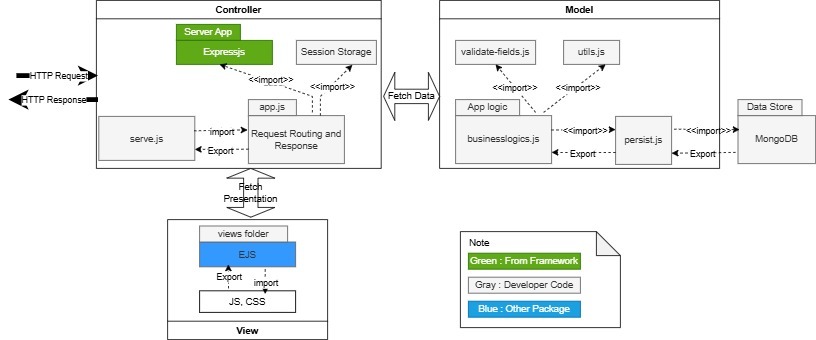 Controller
Model
Server App
Expressjs
Session Storage
validate-fields.js
utils.js
HTTP Request
<<import>>
<<import>>
<<import>>
<<import>>
HTTP Response
Fetch Data
app.js
App logic
Data Store
serve.js
import
Export
Request Routing and
Response
businesslogics.js
<<import>>
Export
persist.js
<<import>>
Export
MongoDB
Fetch
Presentation
views folder
EJS
Export
import
JS, CSS
View
Note
Green : From Framework
Gray : Developer Code
Blue : Other Package